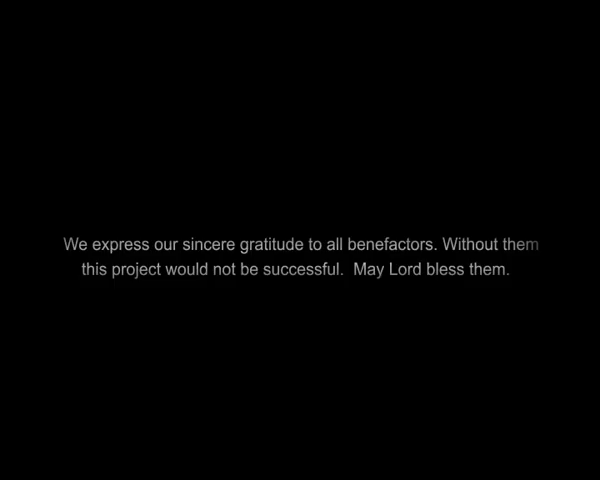 We express our sincere gratitude to all benefactors. Without them
this project would not be successful.  May Lord bless them.